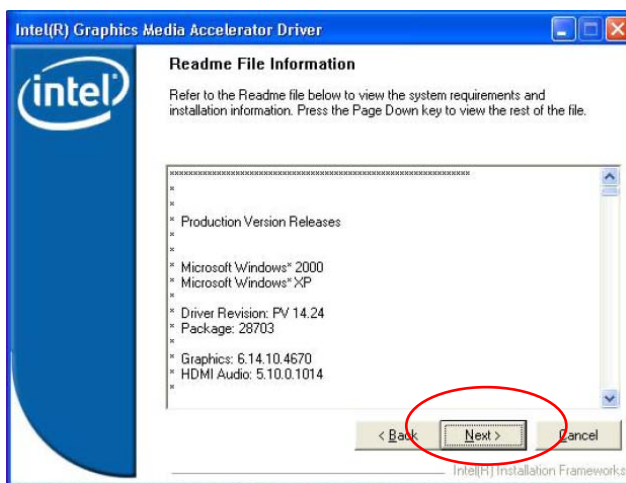 Intel(R) Graphics Media Accelerator Driver
intel
Readme File Information
Refer to the Readme file below to view the system requirements and
installation information. Press the Page Down key to view the rest of the file.
*
*
* Production Version Releases
*
*
* Microsoft Windows* 2000
* Microsoft Windows* XP
*
* Driver Revision: PV 14.24
* Package: 28703
*
* Graphics: 6.14.10.4670
* HDMI Audio: 5.10.0.1014
*
< Back Next > Cancel
Intel(R) Installation Frameworks